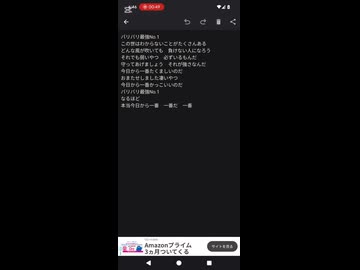 :46
00:49
バリバリ最強No.1
この世はわからないことがたくさんある
どんな風が吹いても 負けない人になろう
それでも弱いやつ 必ずいるもんだ
守ってあげましょう それが強さなんだ
今日から一番たくましいのだ
おまたせしました凄いやつ
今日から一番かっこいいのだ
バリバリ最強No.1
なるほど
本当今日から一番 一番だ 一番
Amazonプライム
3ヵ月ついてくる
サイトを見る